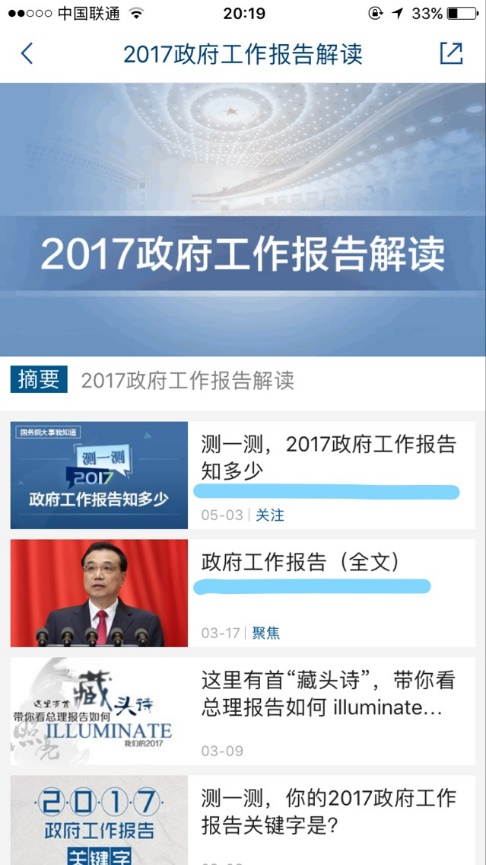 中国联通
20:19
33%
2017政府工作报告解读
2017政府工作报告解读
摘要 2017政府工作报告解读
国务院大事我知道
测一测
2017
政府工作报告知多少
测一测，2017政府工作报告
知多少
05-03 关注
政府工作报告（全文）
03-17 聚焦
这里有首
藏头诗
带你看总理报告如何
ILLUMINATE
我们的2017
这里有首“藏头诗”，带你看
总理报告如何 illuminate...
03-09
2017
政府工作报告
关键字
测一测，你的2017政府工作
报告关键字是？